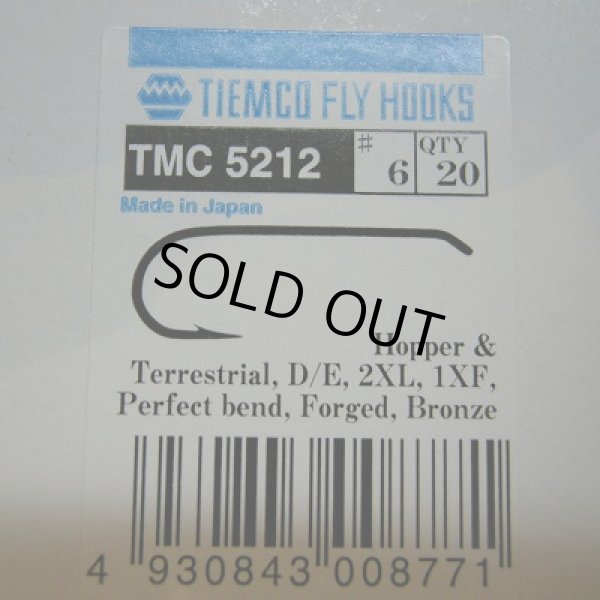 TIEMCO FLY HOOKS
TMC 5212
# 6
QTY 20
Made in Japan
SOLD OUT
Hopper &
Terrestrial, D/E, 2XL, 1XF,
Perfect bend, Forged, Bronze
4 930843 008771